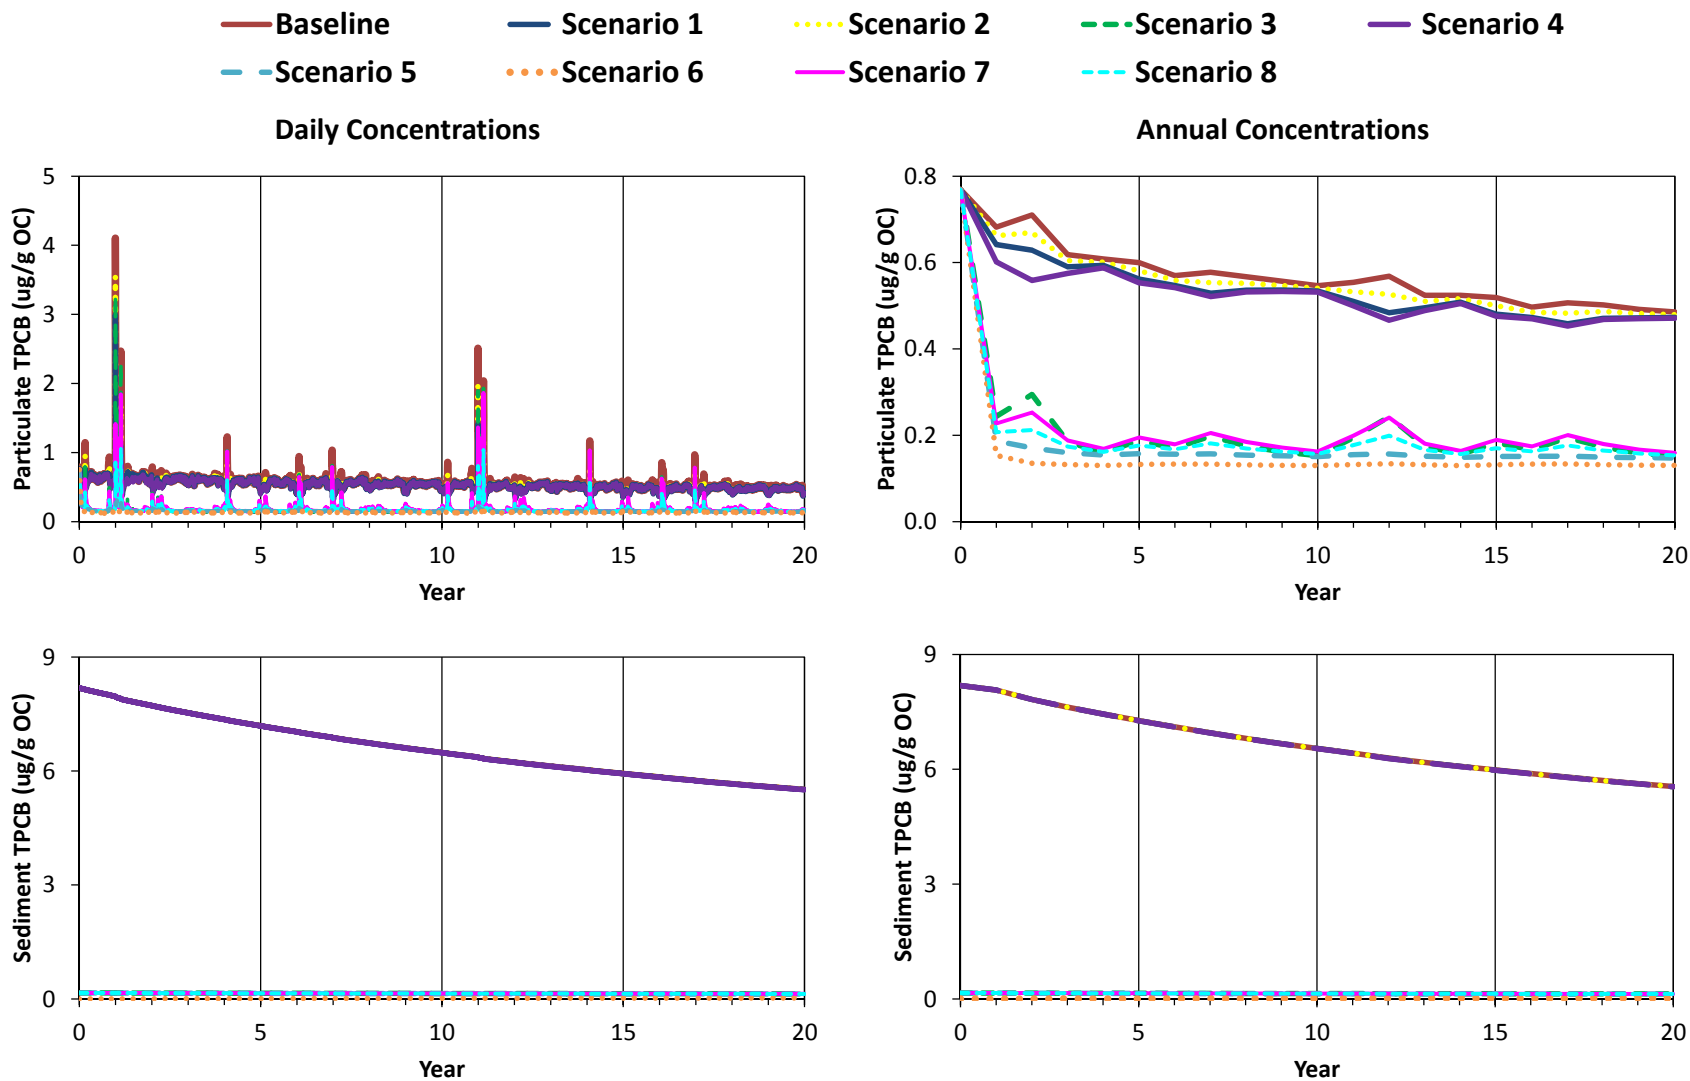 Baseline Scenario 1 Scenario 2 Scenario 3 Scenario 4
Scenario 5 Scenario 6 Scenario 7 Scenario 8
Daily Concentrations
Particulate TPCB (ug/g OC)
5
4
3
2
1
0
0 5 10 15 20
Year
Annual Concentrations
Particulate TPCB (ug/g OC)
0.8
0.6
0.4
0.2
0.0
0 5 10 15 20
Year
Sediment TPCB (ug/g OC)
9
6
3
0
0 5 10 15 20
Year
Sediment TPCB (ug/g OC)
9
6
3
0
0 5 10 15 20
Year